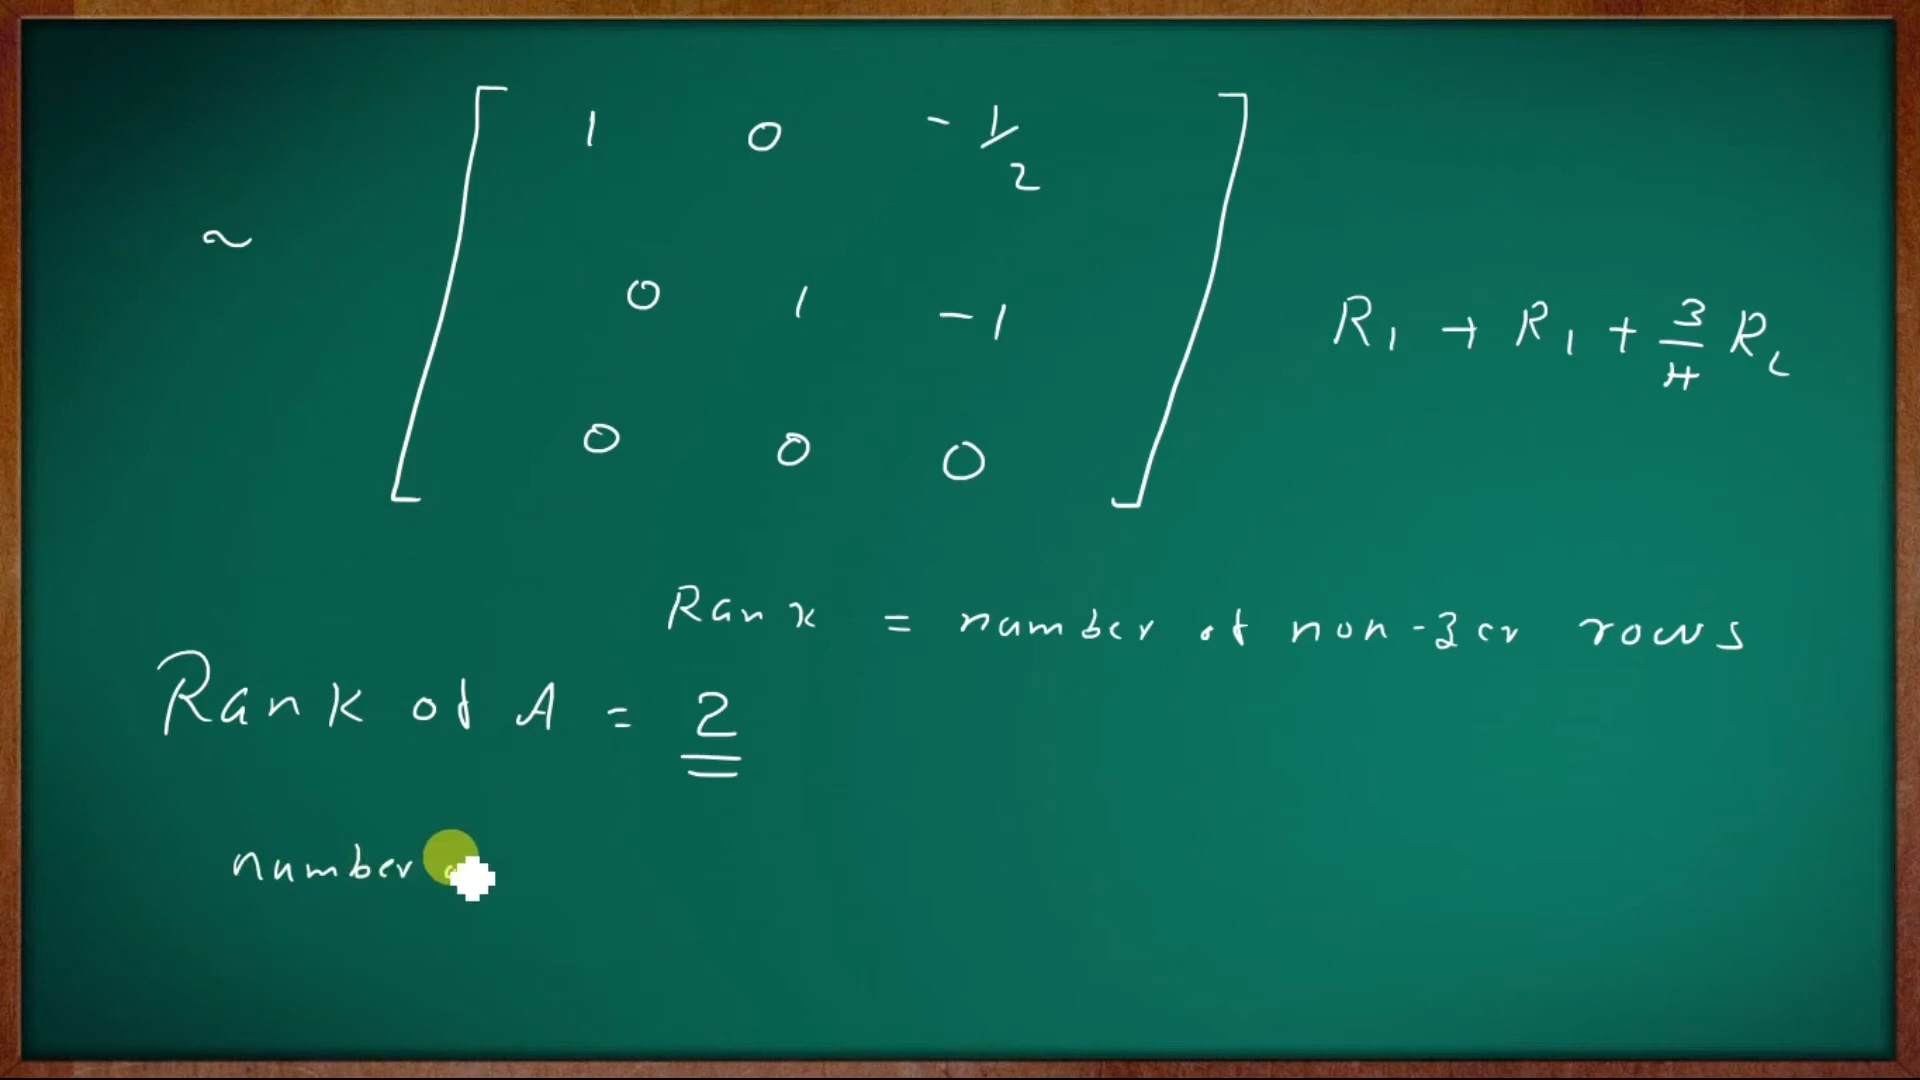 1 0 -1/2
~
0 1 -1
R1 → R1 + 3/4 R2
0 0 0
Rank = number of non-zer rows
Rank of A = 2
number